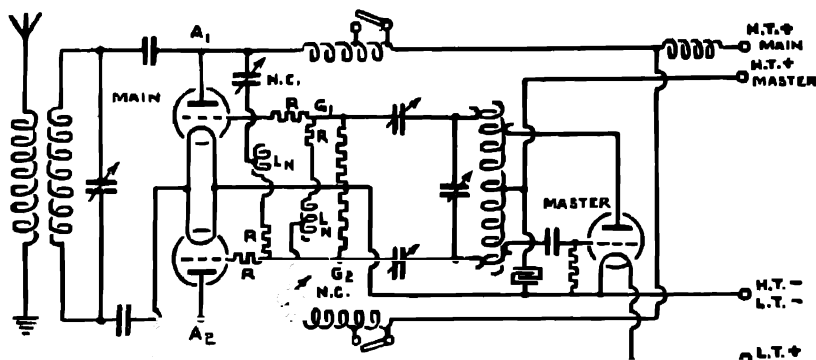 A1
H.T.+
MAIN
H.T.+
MASTER
N.C.
MAIN
R
G1
R
LN
MASTER
R
LN
R
G2
N.C.
A2
H.T.-
L.T.-
L.T.+